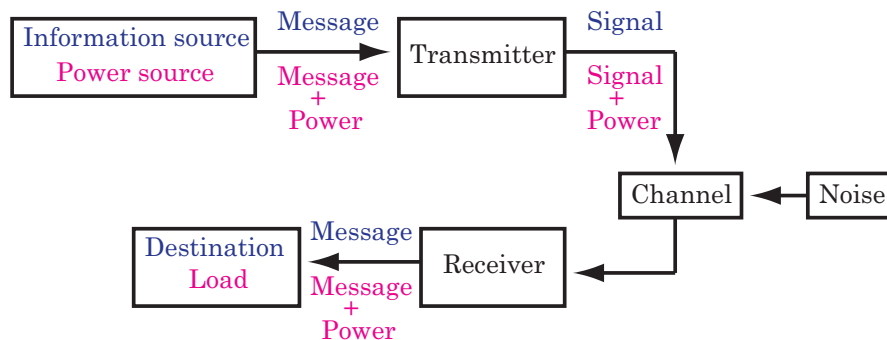 Information source
Power source
Message
Message
+
Power
Transmitter
Signal
Signal
+
Power
Channel
Noise
Receiver
Message
Message
+
Power
Destination
Load